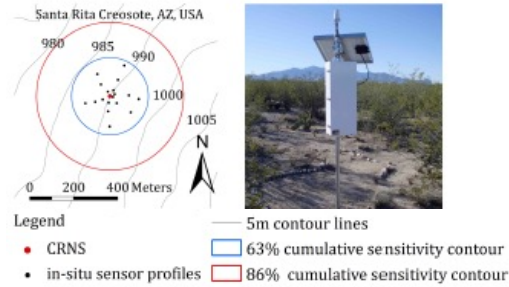 Santa Rita Creosote, AZ, USA
980
985
990
1000
1005
N
0 200 400 Meters
Legend
CRNS
in-situ sensor profiles
5m contour lines
63% cumulative sensitivity contour
86% cumulative sensitivity contour